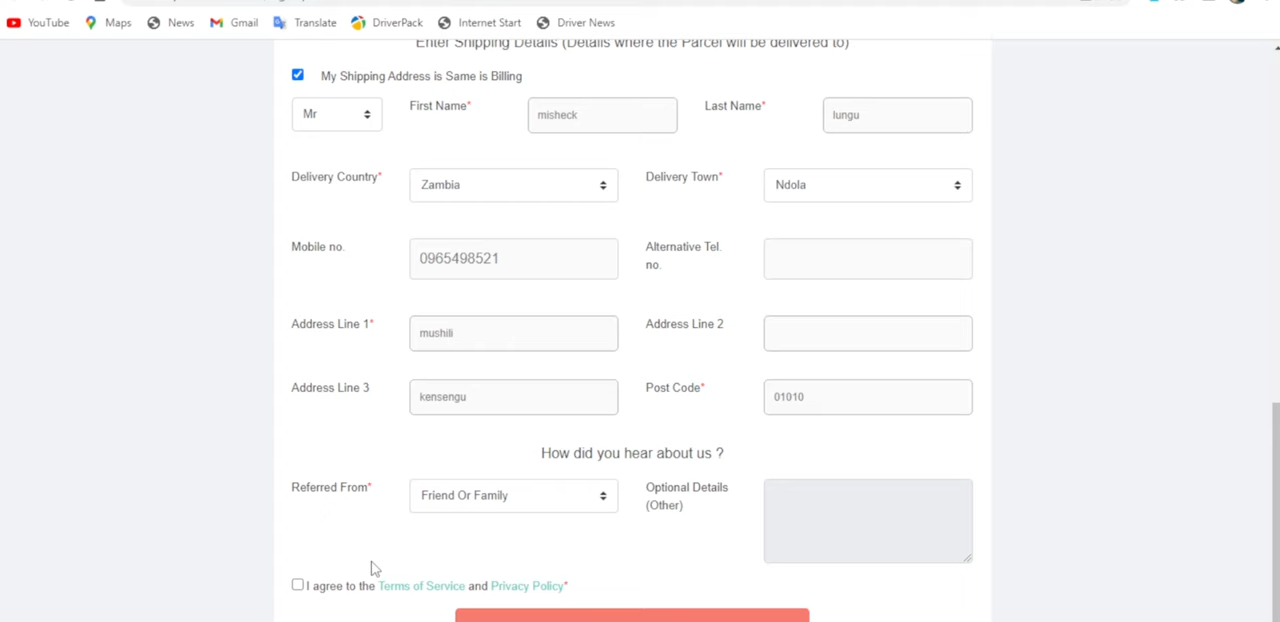 YouTube Maps News Gmail Translate DriverPack Internet Start Driver News
Enter Shipping Details (Details where the Parcel will be delivered to)
My Shipping Address is Same is Billing
Mr First Name* misheck Last Name* lungu
Delivery Country* Zambia Delivery Town* Ndola
Mobile no. 0965498521 Alternative Tel. no.
Address Line 1* mushili Address Line 2
Address Line 3 kensengu Post Code* 01010
How did you hear about us ?
Referred From* Friend Or Family Optional Details (Other)
I agree to the Terms of Service and Privacy Policy*